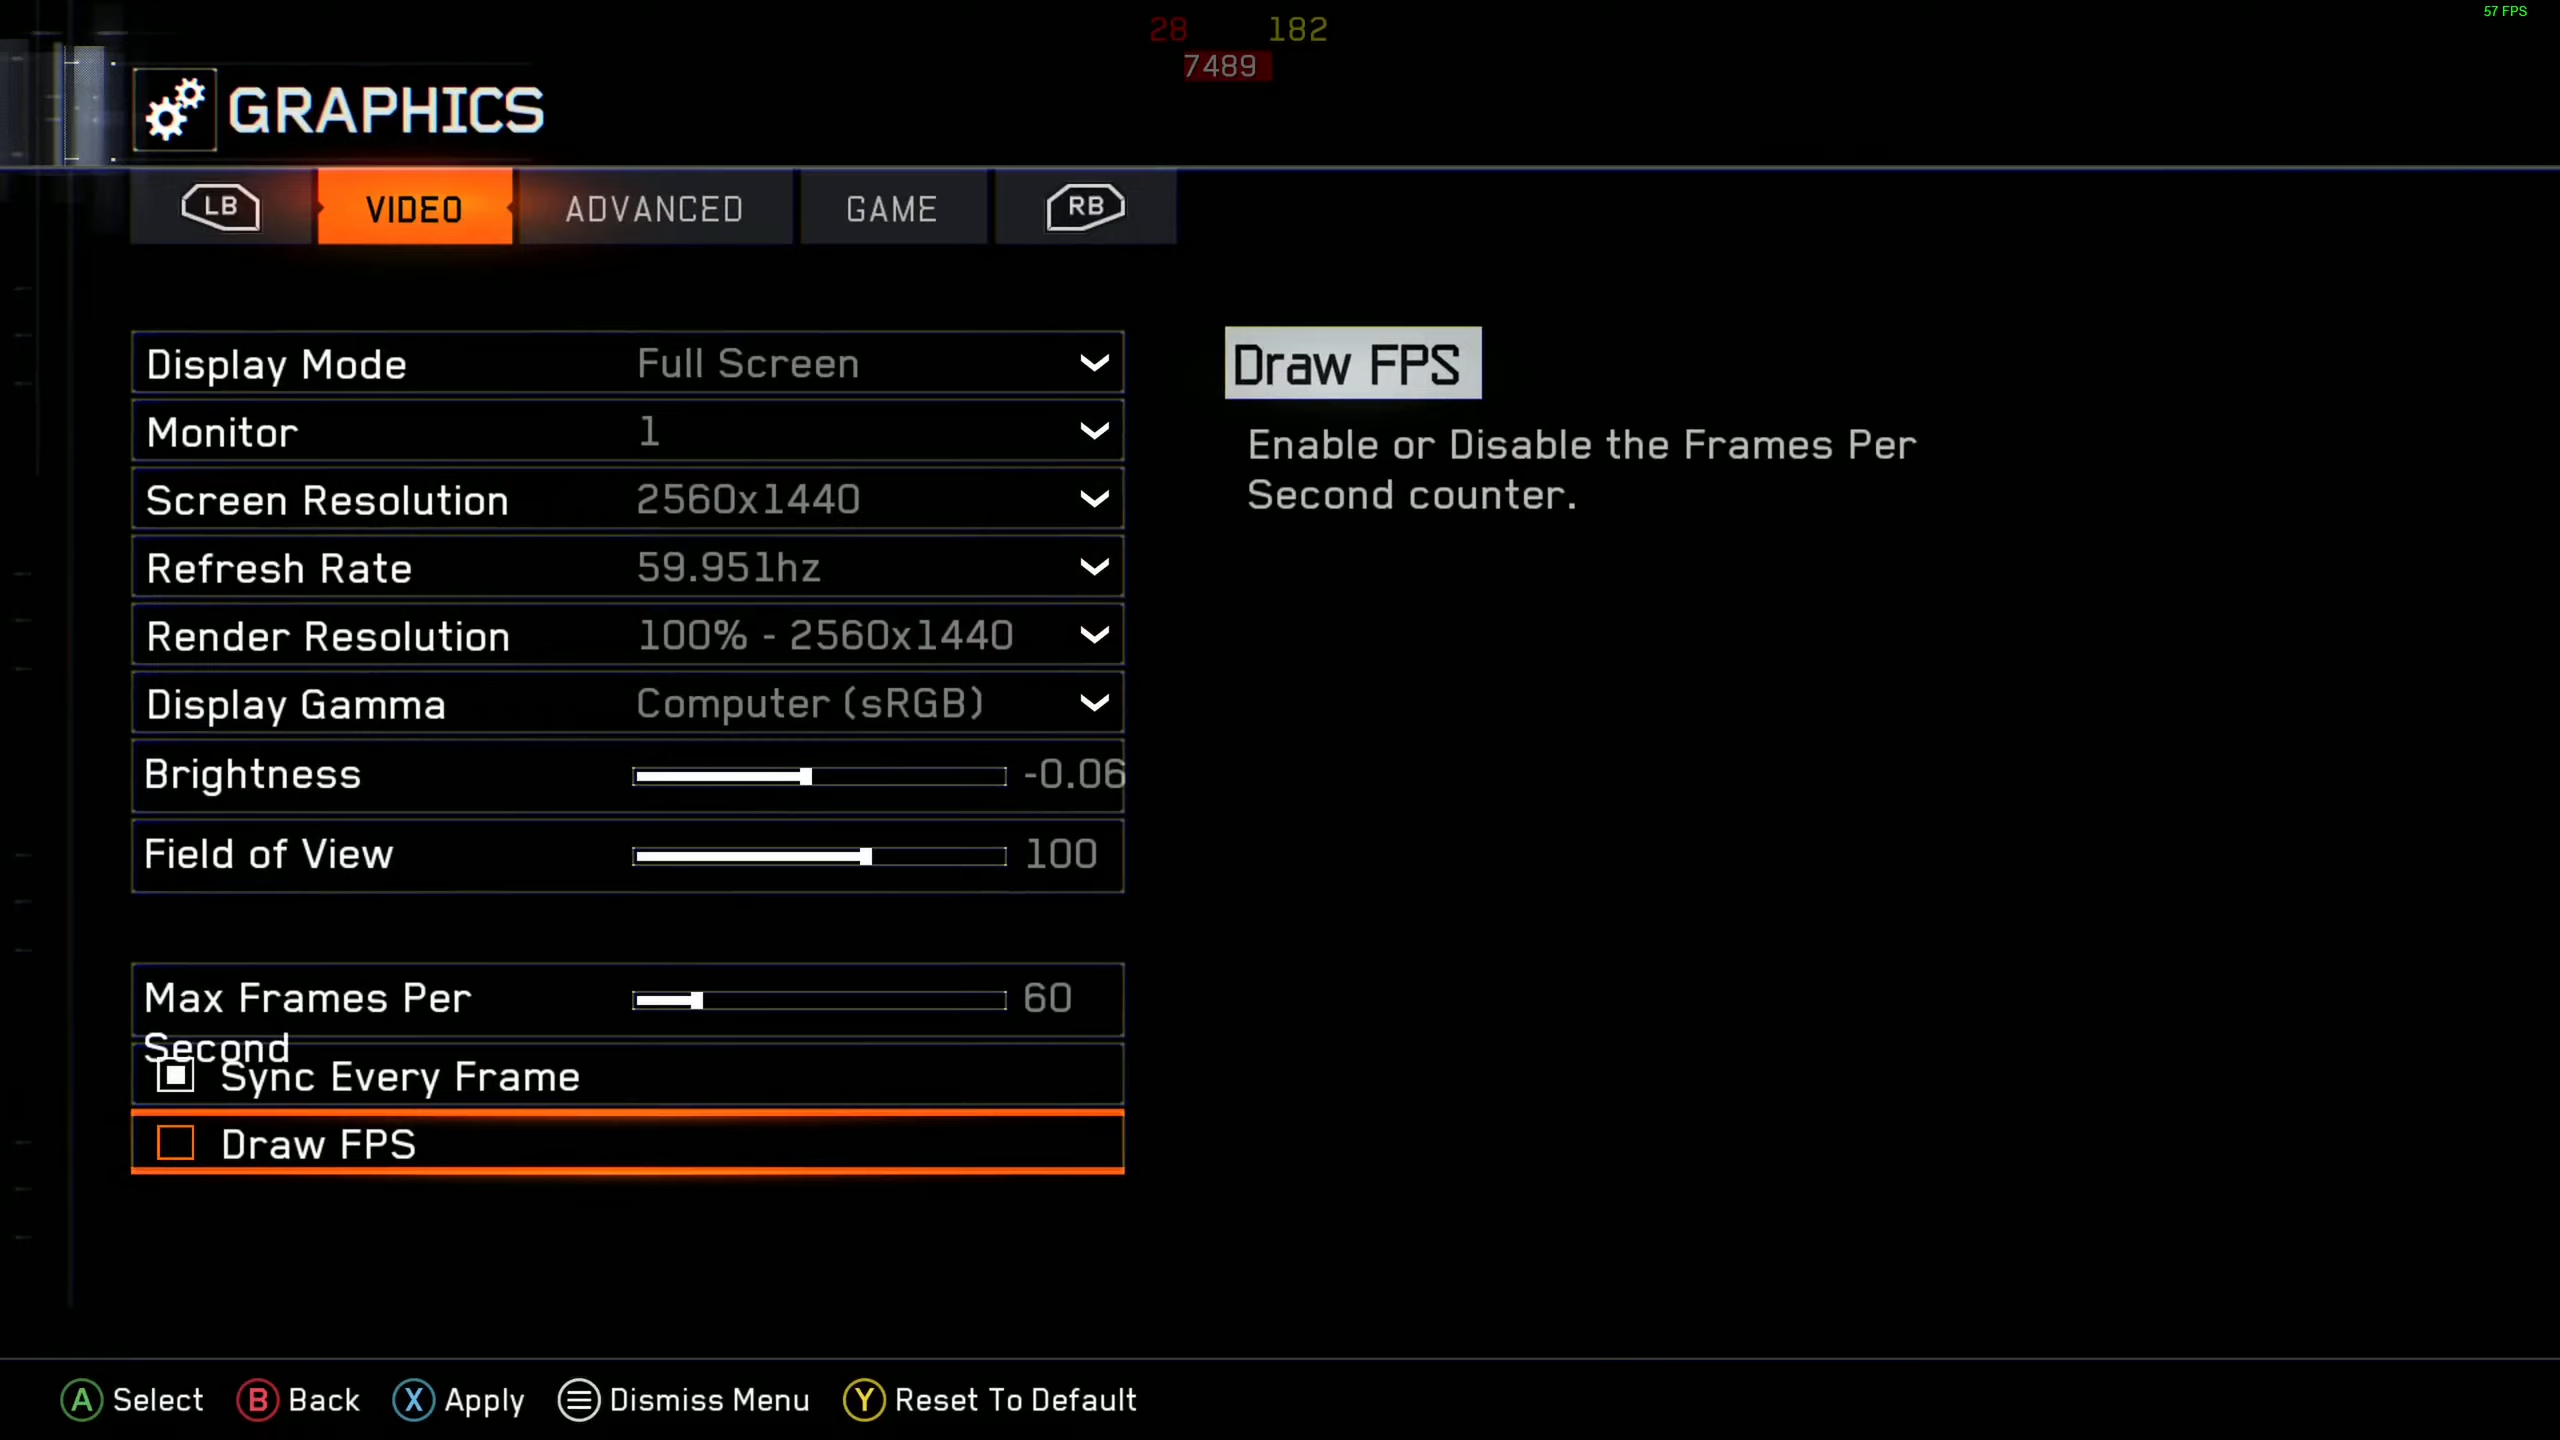 28 182
57 FPS
7489
GRAPHICS
LB VIDEO ADVANCED GAME RB
Display Mode Full Screen
Monitor 1
Screen Resolution 2560x1440
Refresh Rate 59.951hz
Render Resolution 100% - 2560x1440
Display Gamma Computer (sRGB)
Brightness -0.06
Field of View 100
Max Frames Per 60
Second
Sync Every Frame
Draw FPS
Draw FPS
Enable or Disable the Frames Per
Second counter.
A Select B Back X Apply Dismiss Menu Y Reset To Default